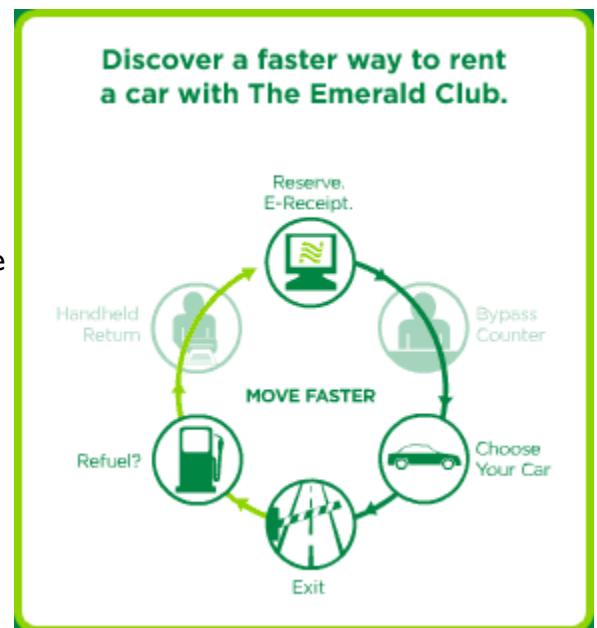 Discover a faster way to rent
a car with The Emerald Club.
Reserve.
E-Receipt.
e
Handheld
Return
Bypass
Counter
MOVE FASTER
Refuel?
Choose
Your Car
Exit